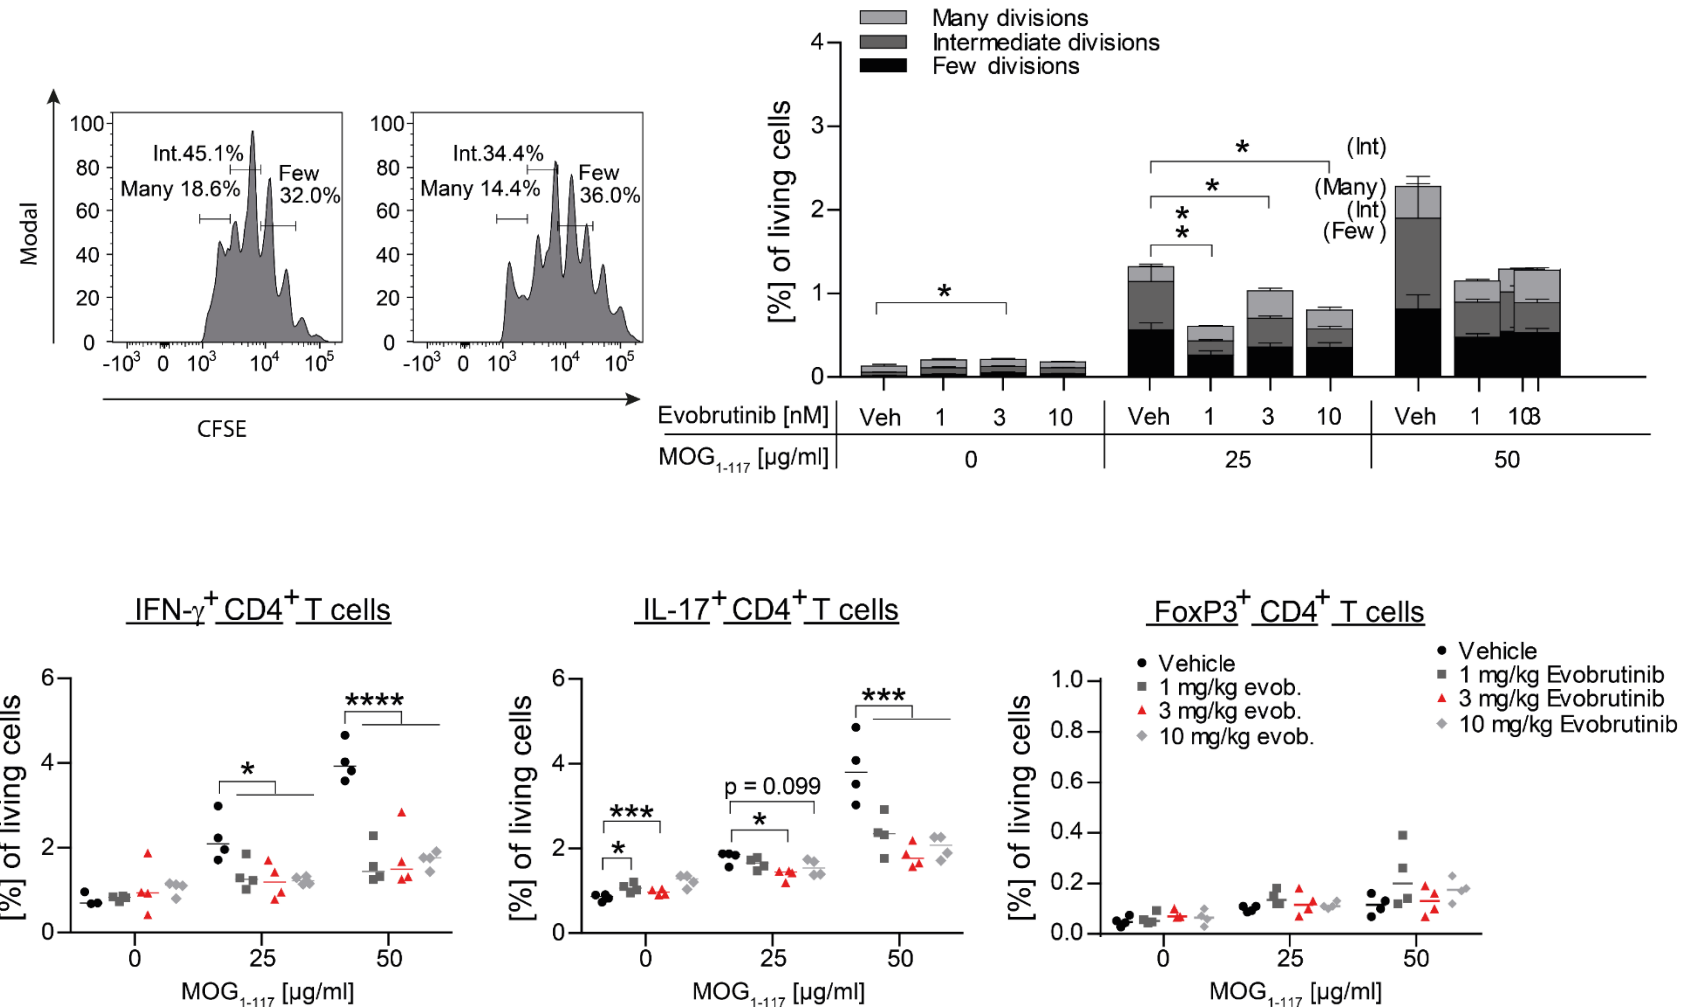 Many divisions
Intermediate divisions
Few divisions
[%] of living cells
4
3
2
1
0
* (Int)
* (Many)
* (Int)
* (Few)
*
Modal
100
80
60
40
20
0
Int.45.1%
Many 18.6%
Few
32.0%
-10³ 0 10³ 10⁴ 10⁵
100
80
60
40
20
0
Int.34.4%
Many 14.4%
Few
36.0%
-10³ 0 10³ 10⁴ 10⁵
CFSE
Evobrutinib [nM] Veh 1 3 10 Veh 1 3 10 Veh 1 10 3
MOG1-117 [µg/ml] 0 25 50
IFN-γ+ CD4+ T cells
[%] of living cells
6
4
2
0
*
****
0 25 50
MOG1-117 [µg/ml]
IL-17+ CD4+ T cells
[%] of living cells
6
4
2
0
*
***
p = 0.099
*
***
0 25 50
MOG1-117 [µg/ml]
FoxP3+ CD4+ T cells
Vehicle
1 mg/kg evob.
3 mg/kg evob.
10 mg/kg evob.
Vehicle
1 mg/kg Evobrutinib
3 mg/kg Evobrutinib
10 mg/kg Evobrutinib
[%] of living cells
1.0
0.8
0.6
0.4
0.2
0.0
0 25 50
MOG1-117 [µg/ml]